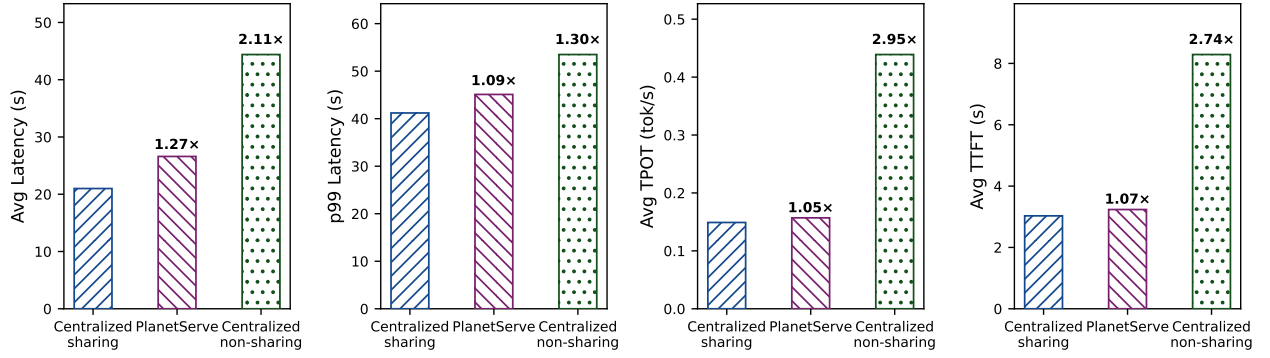 Avg Latency (s)
50
40
30
20
10
0
1.27×
2.11×
Centralized
sharing
PlanetServe
Centralized
non-sharing
p99 Latency (s)
60
50
40
30
20
10
0
1.09×
1.30×
Centralized
sharing
PlanetServe
Centralized
non-sharing
Avg TPOT (tok/s)
0.5
0.4
0.3
0.2
0.1
0.0
1.05×
2.95×
Centralized
sharing
PlanetServe
Centralized
non-sharing
Avg TTFT (s)
8
6
4
2
0
1.07×
2.74×
Centralized
sharing
PlanetServe
Centralized
non-sharing